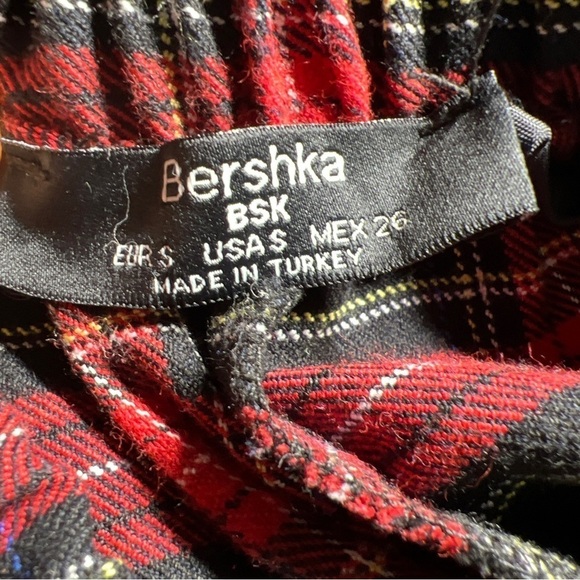 Bershka
BSK
EUR S USA S MEX 26
MADE IN TURKEY